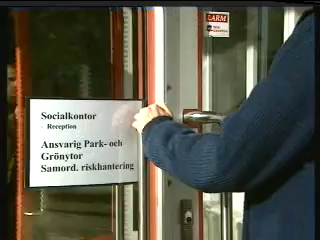 LARM
Socialkontor
- Reception
Ansvarig Park- och
Grönytor
Samord. riskhantering